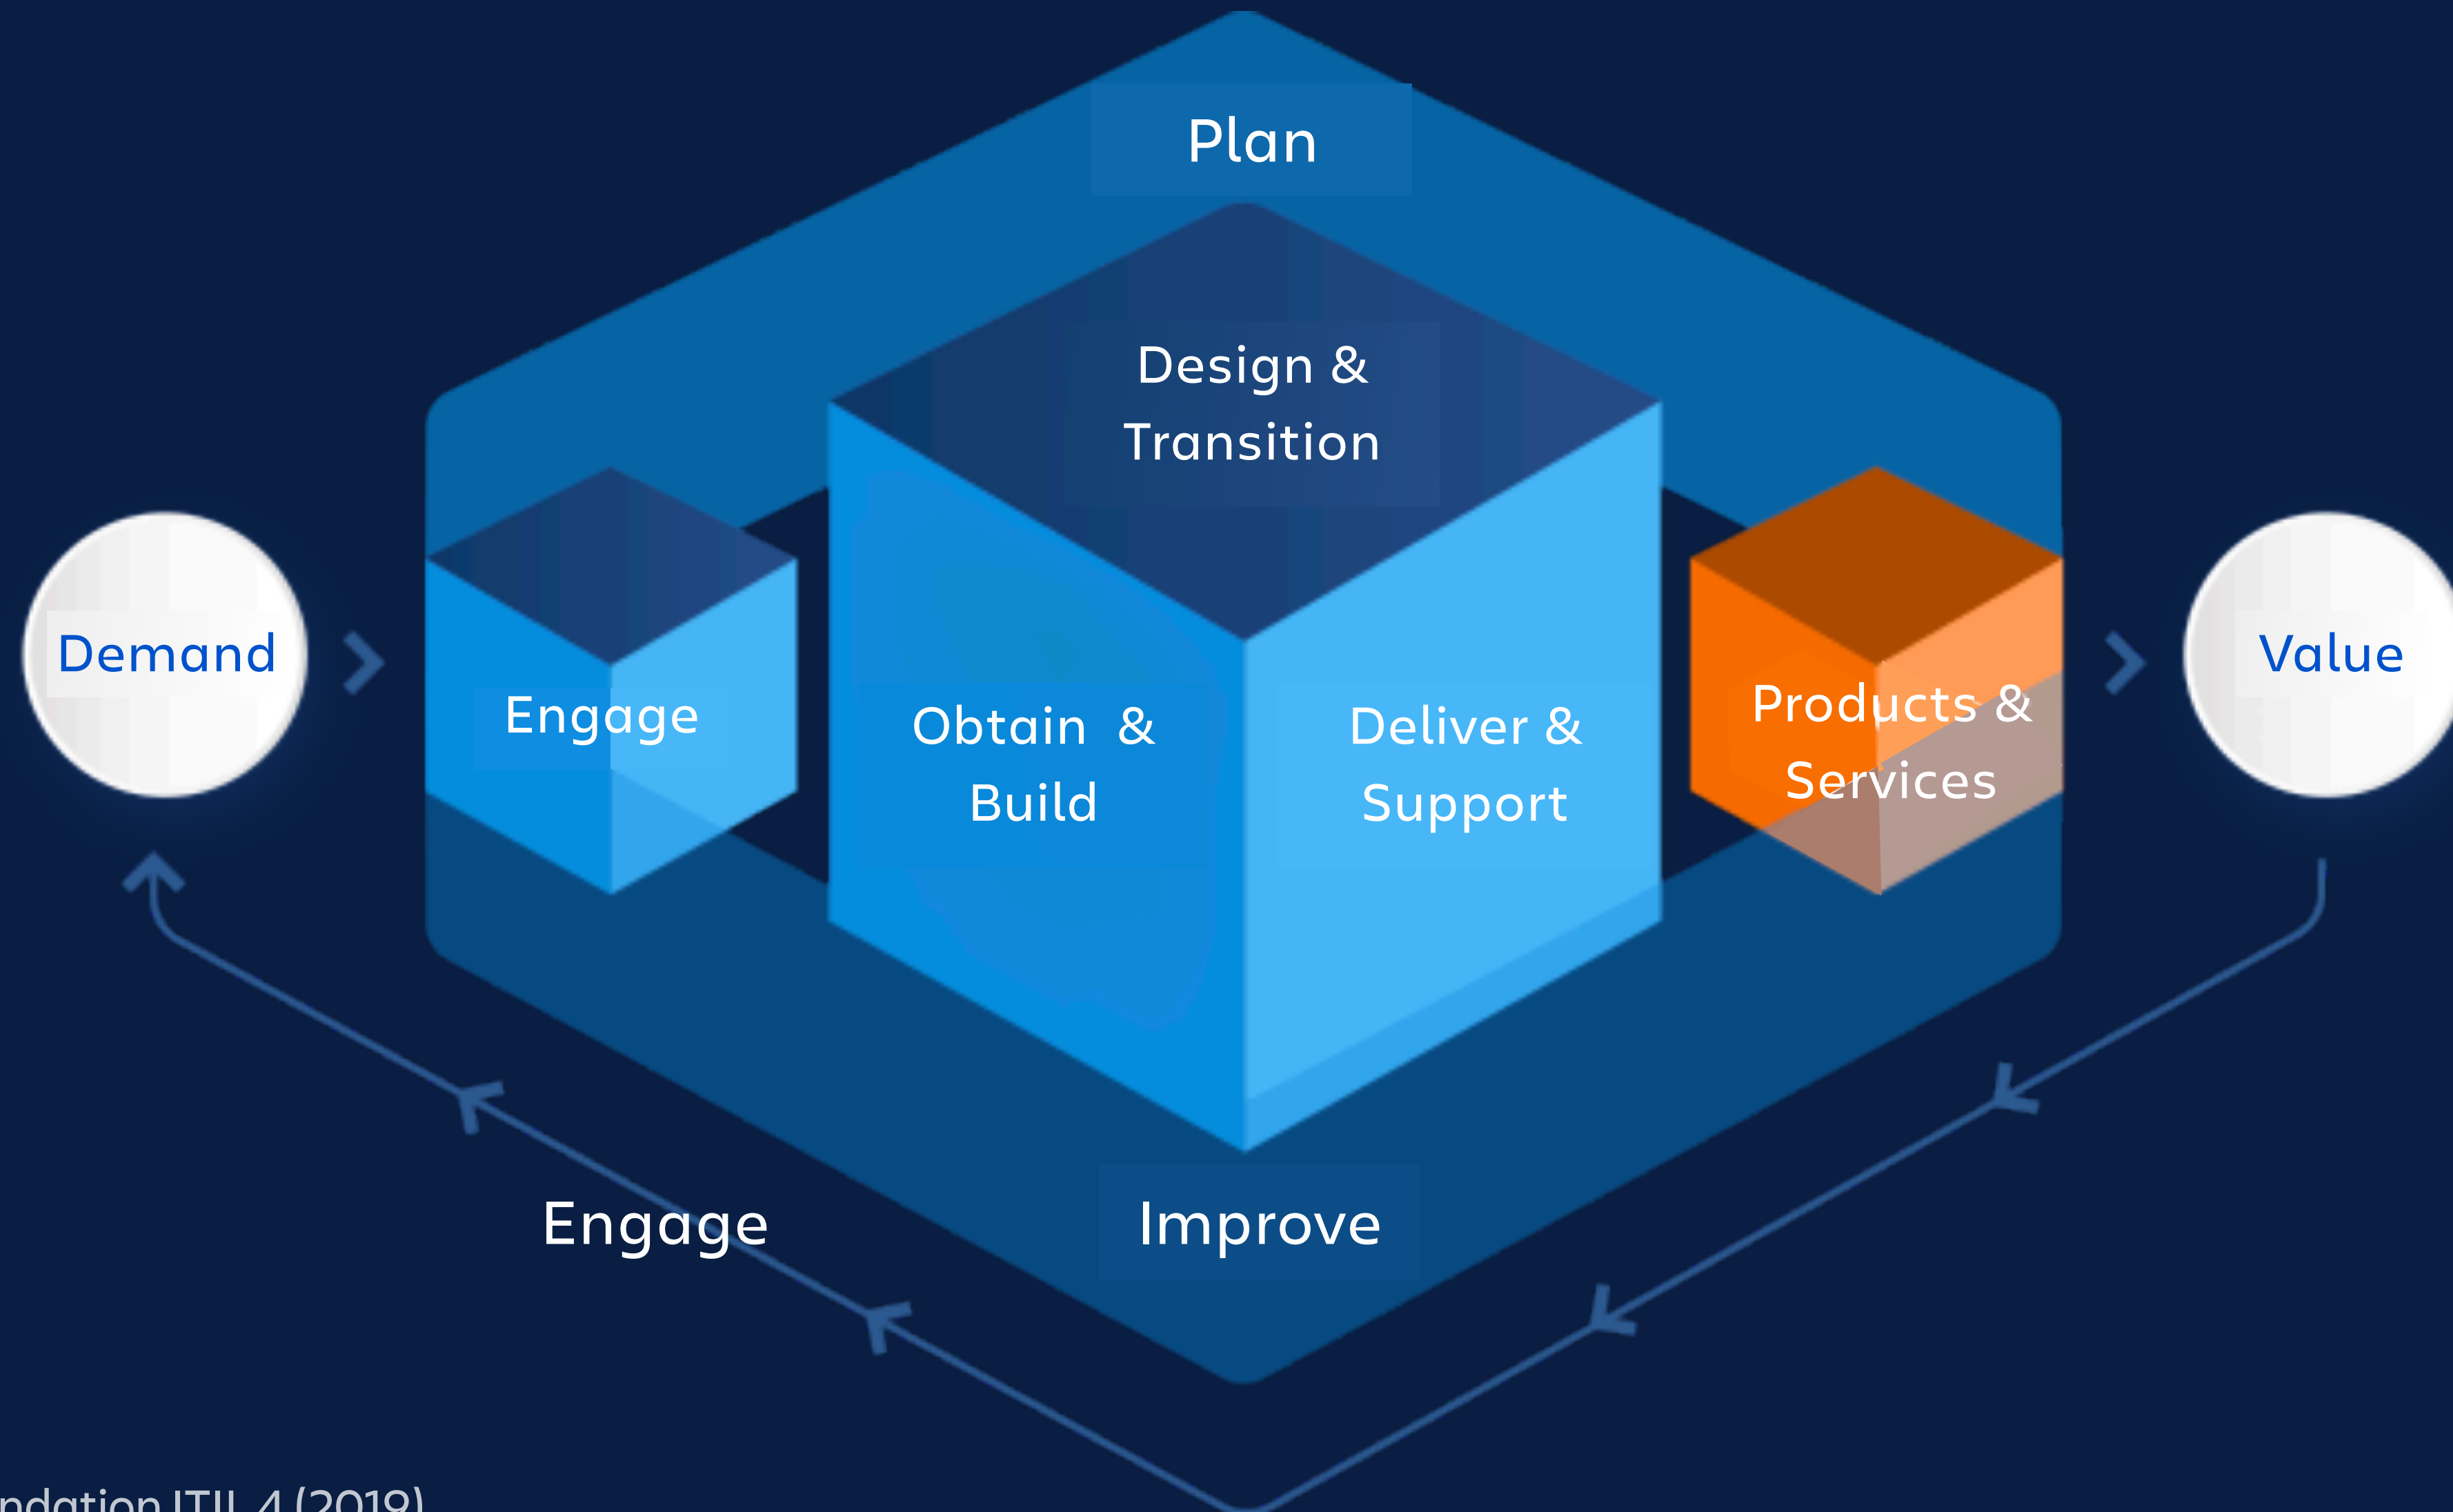 Plan
Design &
Transition
Demand
Engage
Obtain &
Build
Deliver &
Support
Products &
Services
Value
Engage
Improve
ITIL 4 (2019)